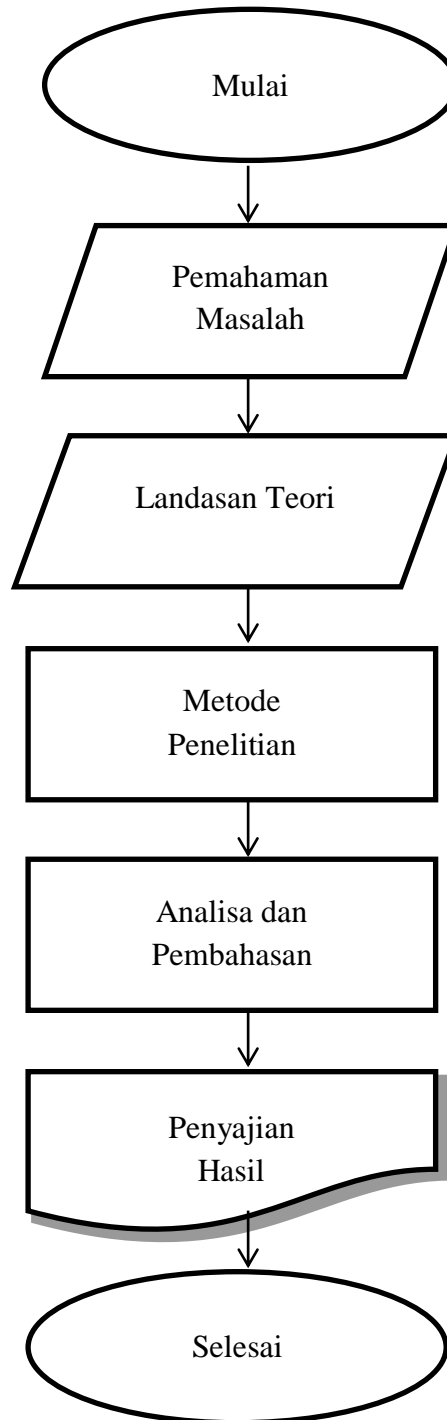 Mulai
Pemahaman
Masalah
Landasan Teori
Metode
Penelitian
Analisa dan
Pembahasan
Penyajian
Hasil
Selesai